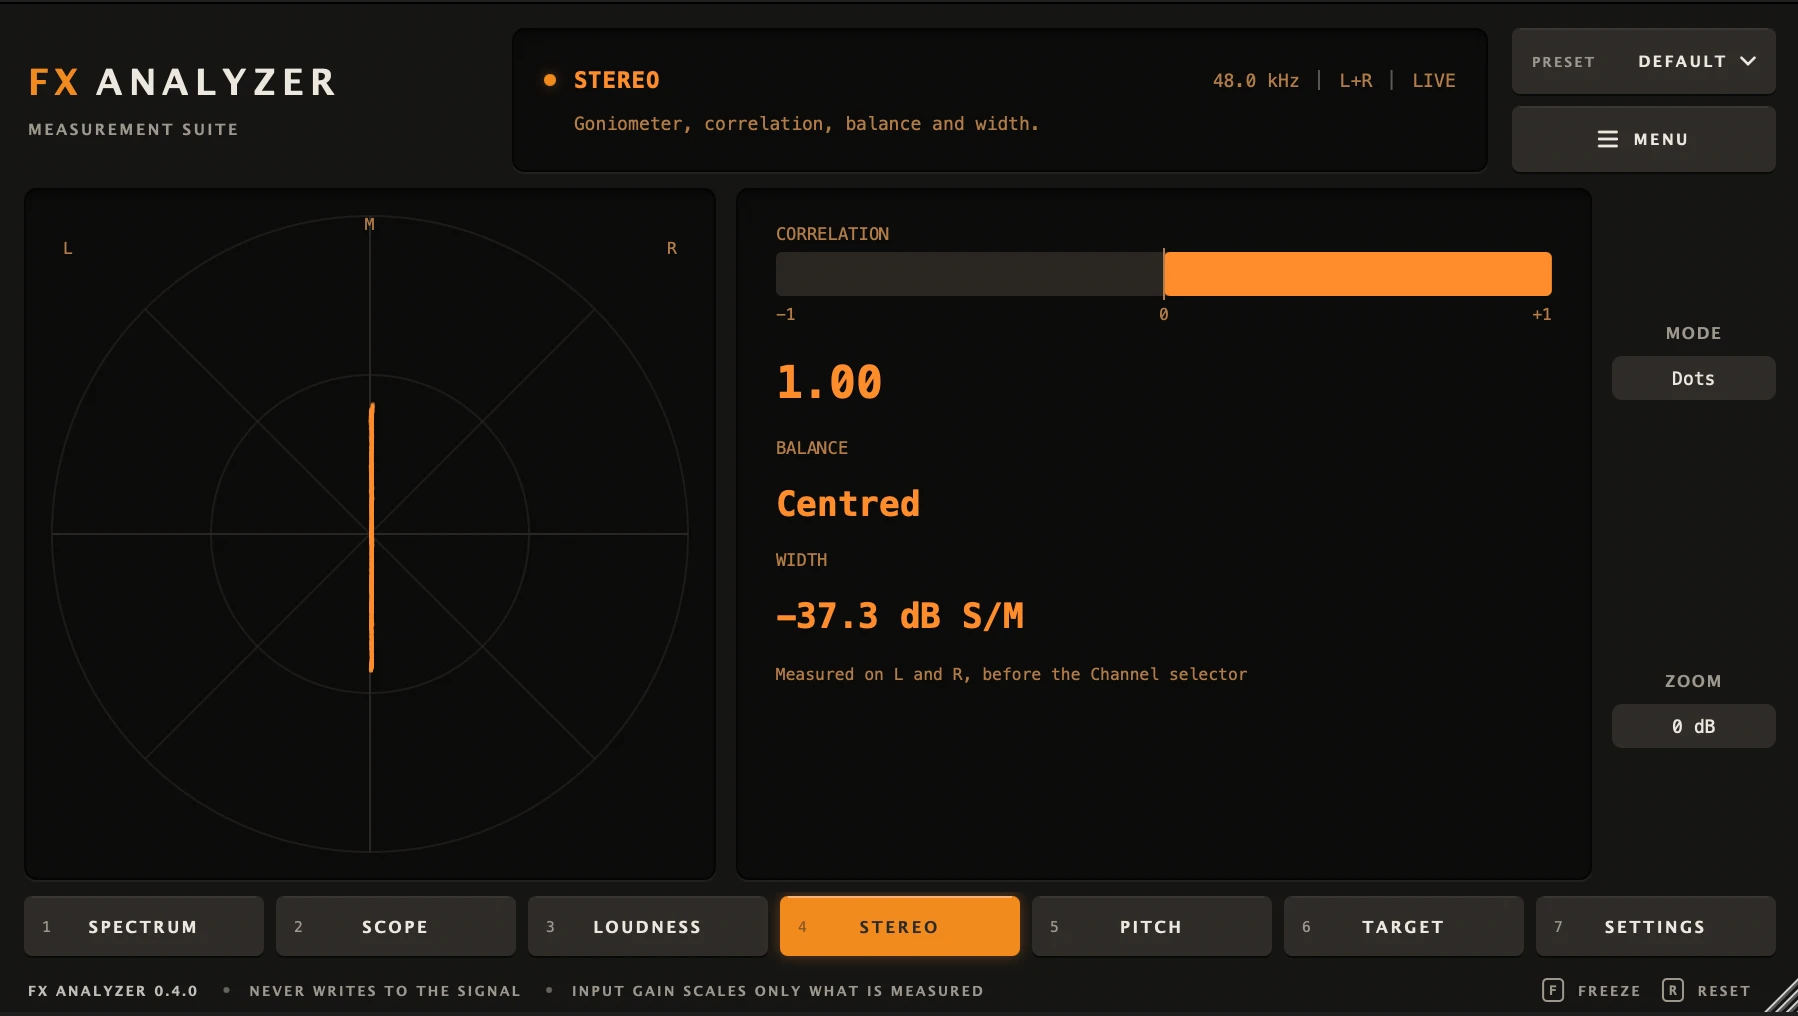 FX ANALYZER
MEASUREMENT SUITE
STEREO
48.0 kHz | L+R | LIVE
Goniometer, correlation, balance and width.
PRESET DEFAULT
MENU
M
L R
CORRELATION
−1 0 +1
1.00
BALANCE
Centred
WIDTH
−37.3 dB S/M
Measured on L and R, before the Channel selector
MODE
Dots
ZOOM
0 dB
1 SPECTRUM
2 SCOPE
3 LOUDNESS
4 STEREO
5 PITCH
6 TARGET
7 SETTINGS
FX ANALYZER 0.4.0 • NEVER WRITES TO THE SIGNAL • INPUT GAIN SCALES ONLY WHAT IS MEASURED
F FREEZE R RESET